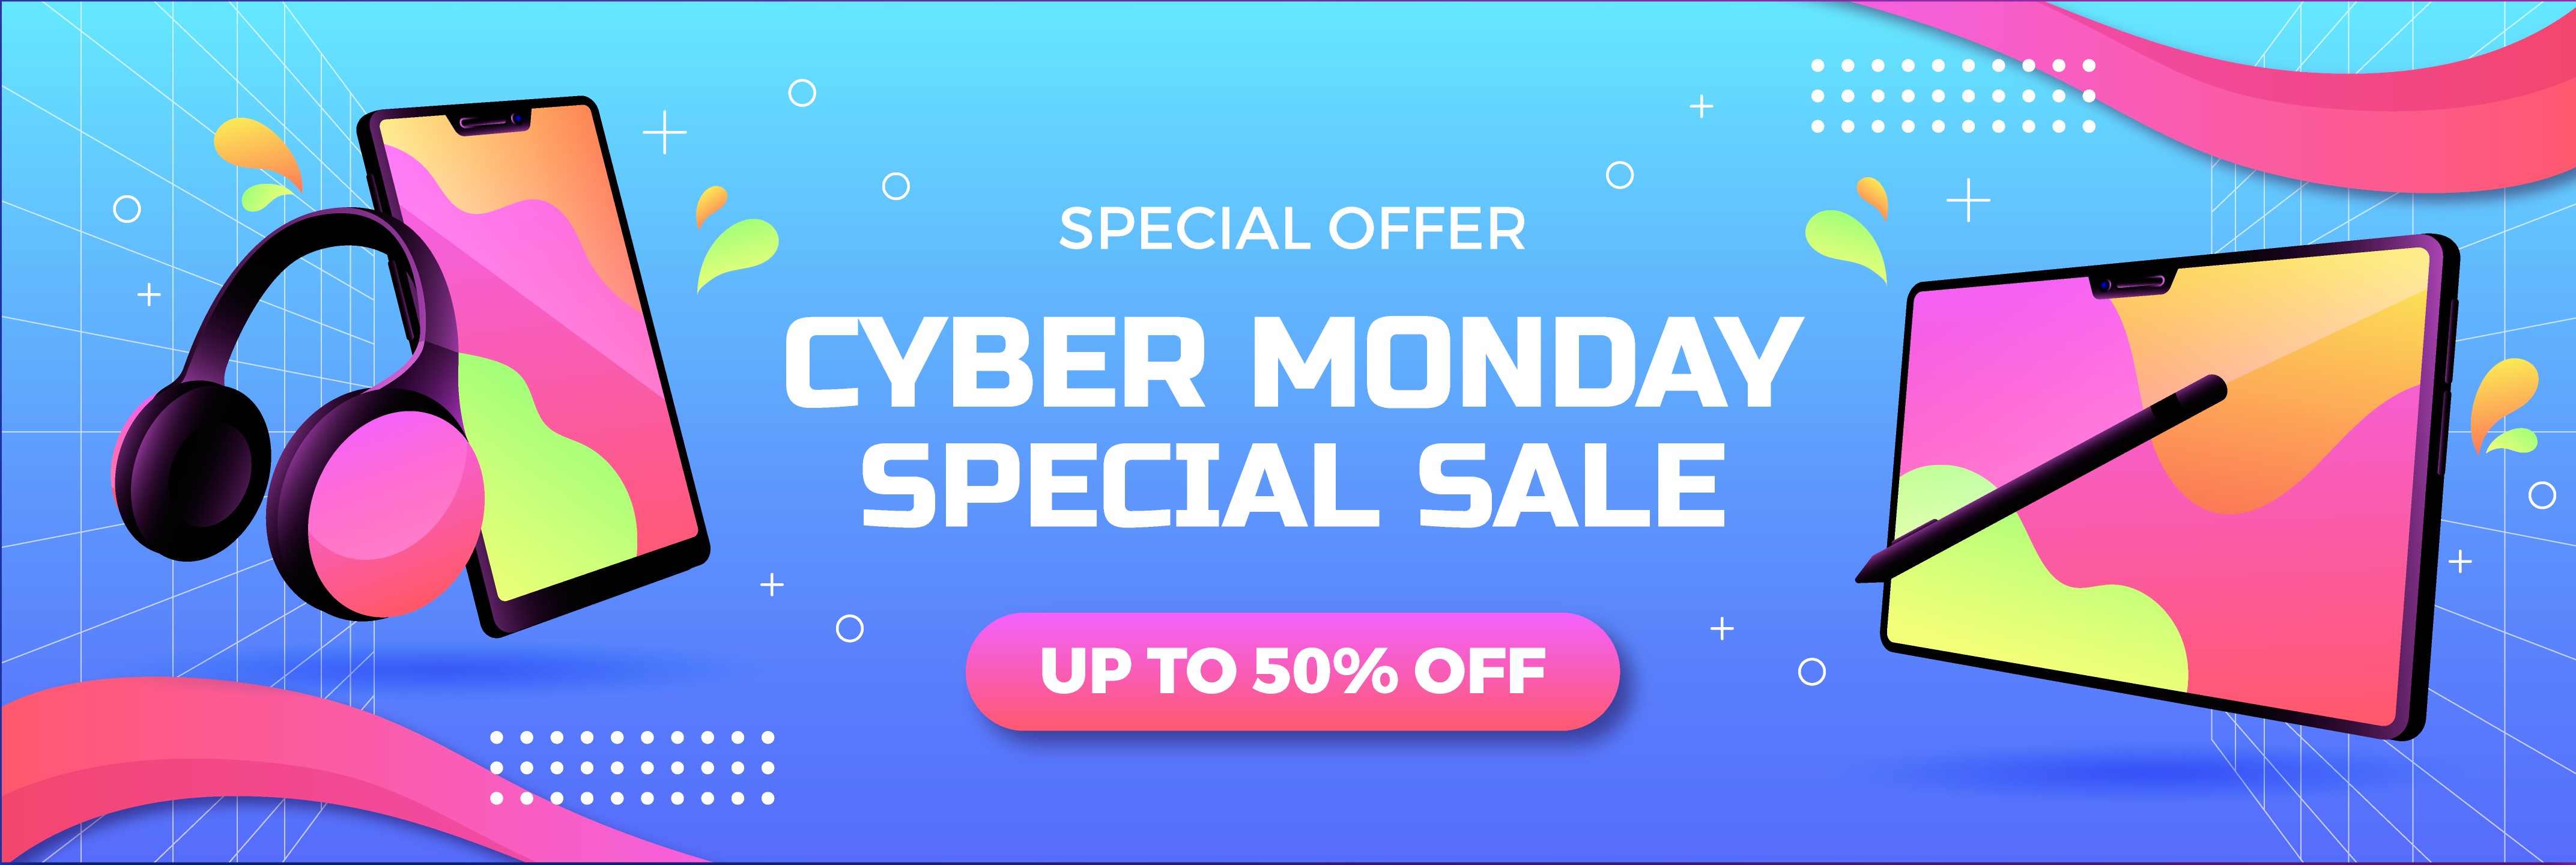 SPECIAL OFFER
CYBER MONDAY
SPECIAL SALE
UP TO 50% OFF